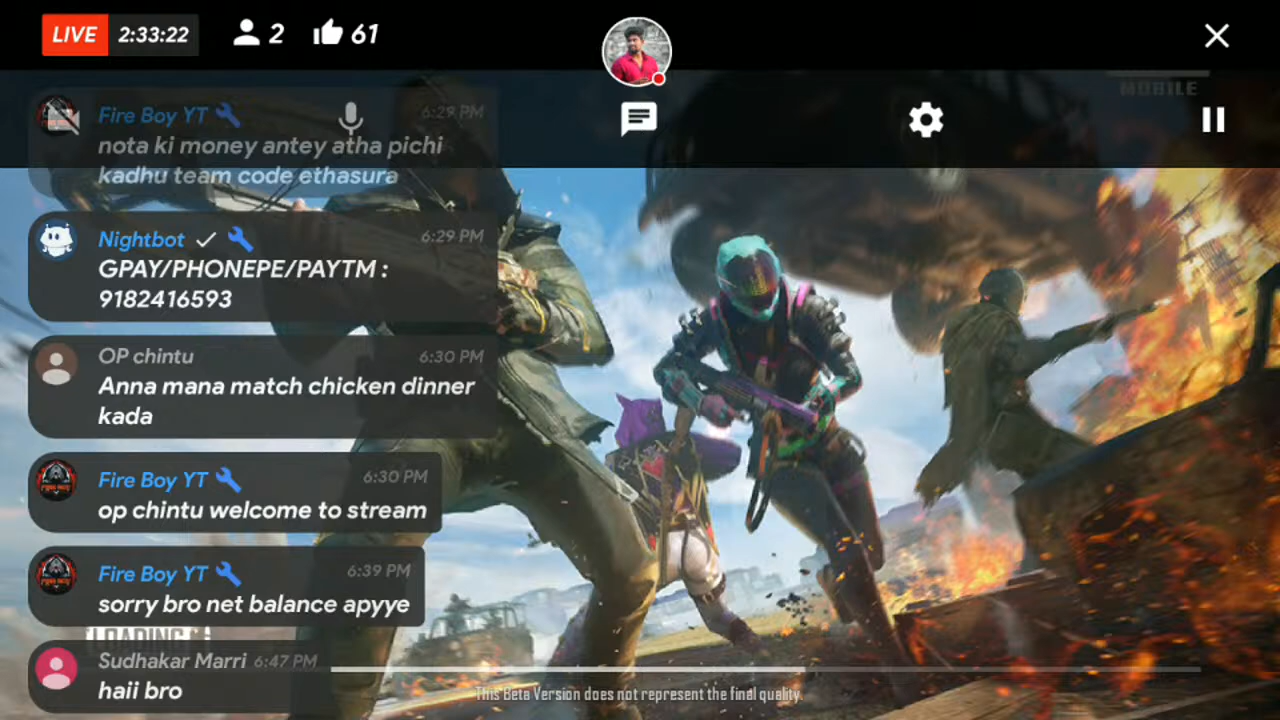 LIVE 2:33:22 2 61
MOBILE
Fire Boy YT 6:29 PM
nota ki money antey atha pichi
kadhu team code ethasura
Nightbot 6:29 PM
GPAY/PHONEPE/PAYTM :
9182416593
OP chintu 6:30 PM
Anna mana match chicken dinner
kada
Fire Boy YT 6:30 PM
op chintu welcome to stream
Fire Boy YT 6:39 PM
sorry bro net balance apyye
LOADING
Sudhakar Marri 6:47 PM
haii bro
This Beta Version does not represent the final quality.